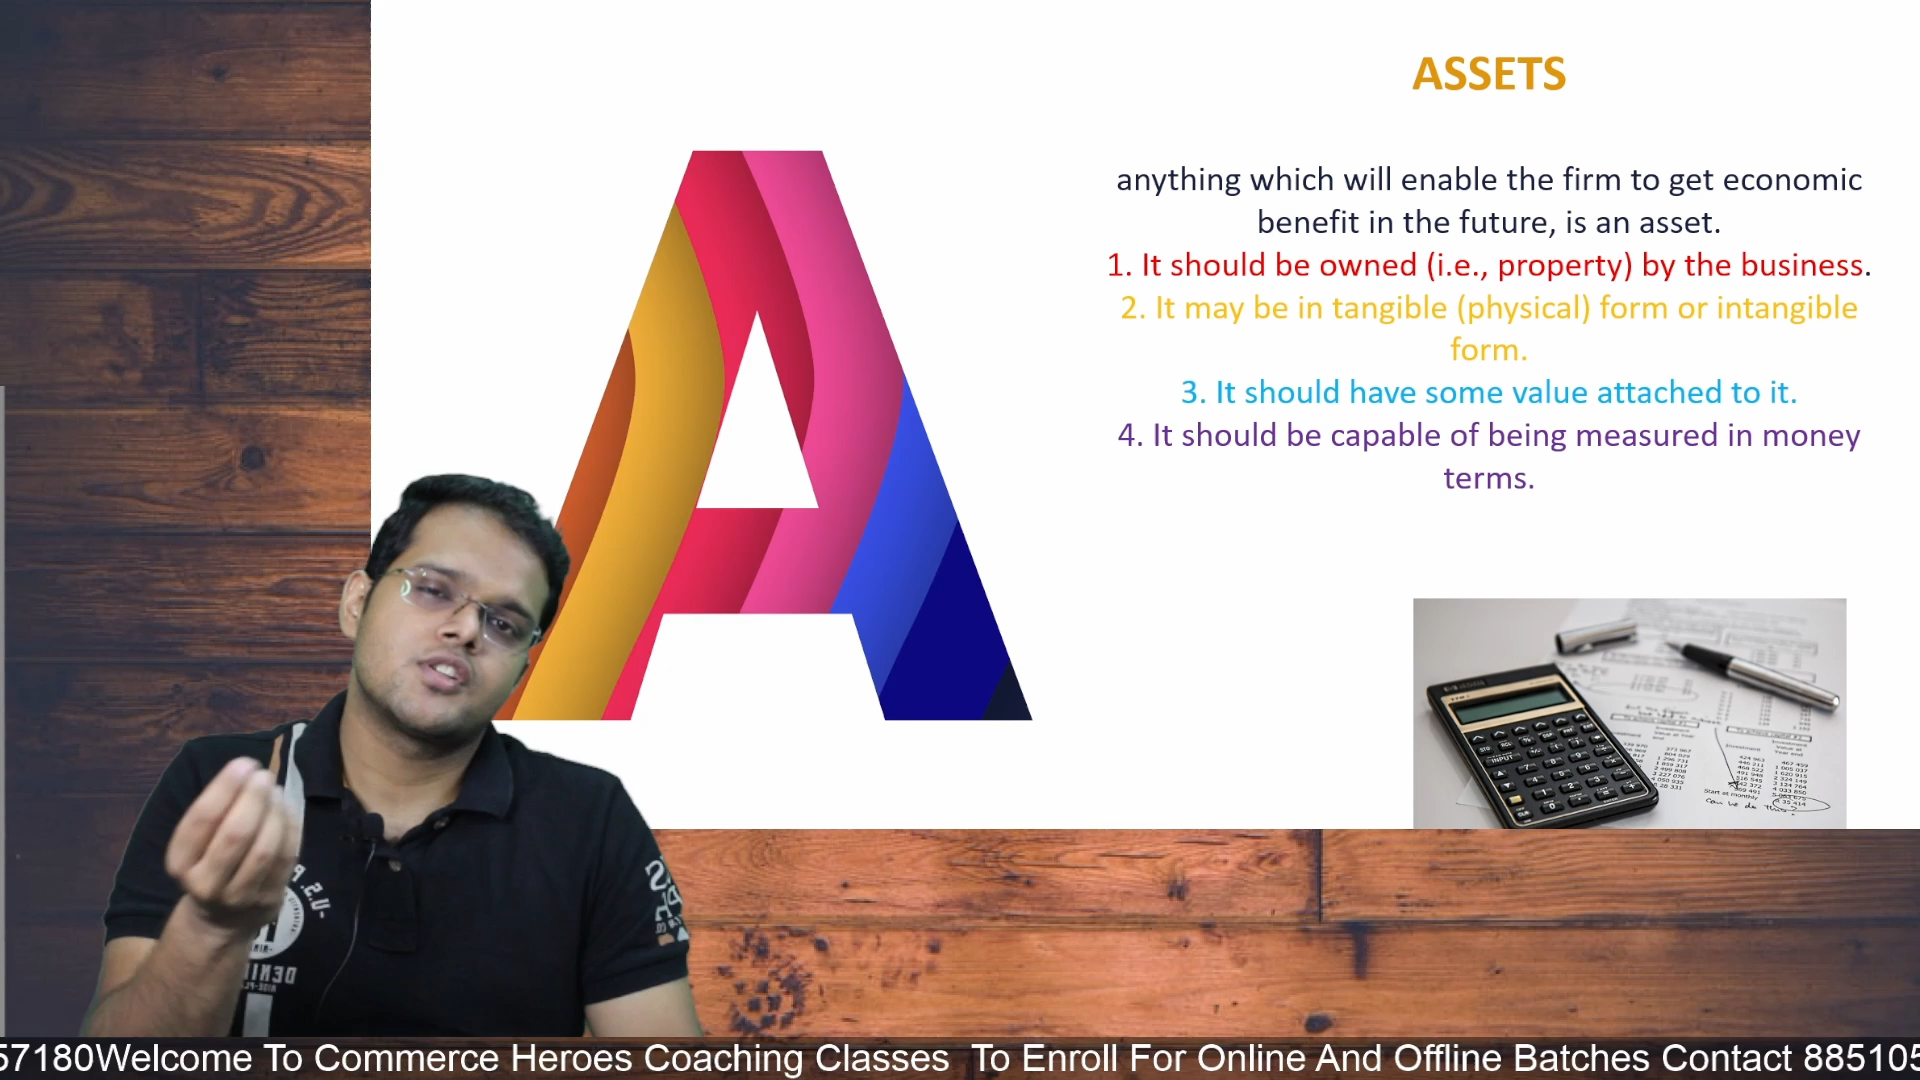 ASSETS
anything which will enable the firm to get economic
benefit in the future, is an asset.
1. It should be owned (i.e., property) by the business.
2. It may be in tangible (physical) form or intangible
form.
3. It should have some value attached to it.
4. It should be capable of being measured in money
terms.
INPUT
57180Welcome To Commerce Heroes Coaching Classes To Enroll For Online And Offline Batches Contact 885105